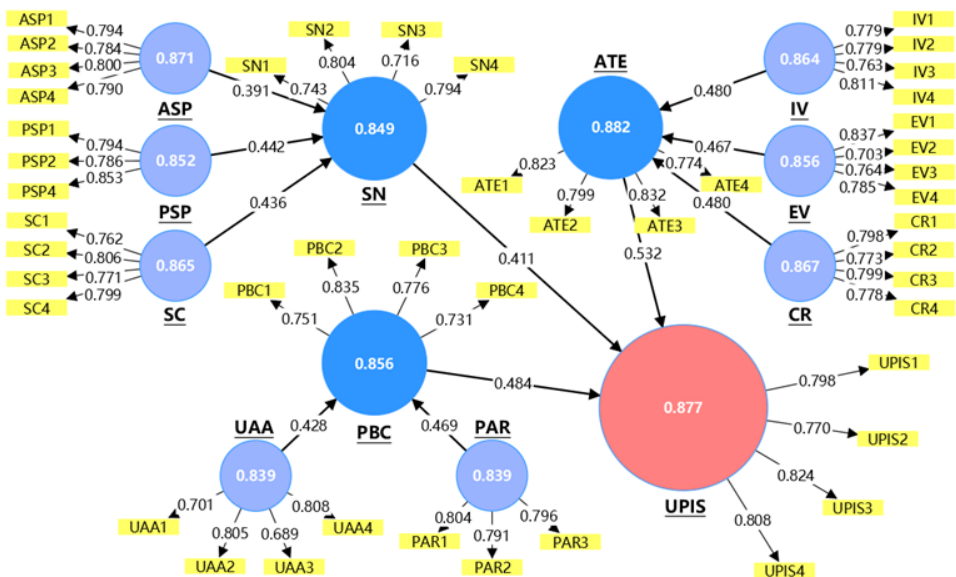 ASP1
0.794
ASP2
0.784
ASP3
0.800
ASP4
0.790
0.871
ASP
0.391
PSP1
0.794
PSP2
0.786
PSP4
0.853
0.852
PSP
0.442
SC1
0.762
SC2
0.806
SC3
0.771
SC4
0.799
0.865
SC
0.436
SN1
0.743
SN2
0.804
SN3
0.716
SN4
0.794
0.849
SN
0.411
ATE
0.882
ATE1
0.823
ATE2
0.799
ATE3
0.832
ATE4
0.774
0.532
0.480
0.864
IV
0.779
IV1
0.779
IV2
0.763
IV3
0.811
IV4
0.467
0.856
EV
0.837
EV1
0.703
EV2
0.764
EV3
0.785
EV4
0.480
0.867
CR
0.798
CR1
0.773
CR2
0.799
CR3
0.778
CR4
PBC1
0.751
PBC2
0.835
PBC3
0.776
PBC4
0.731
0.856
PBC
0.484
UAA
0.428
0.839
0.701
UAA1
0.805
UAA2
0.689
UAA3
0.808
UAA4
PAR
0.469
0.839
0.804
PAR1
0.791
PAR2
0.796
PAR3
0.877
UPIS
0.798
UPIS1
0.770
UPIS2
0.824
UPIS3
0.808
UPIS4